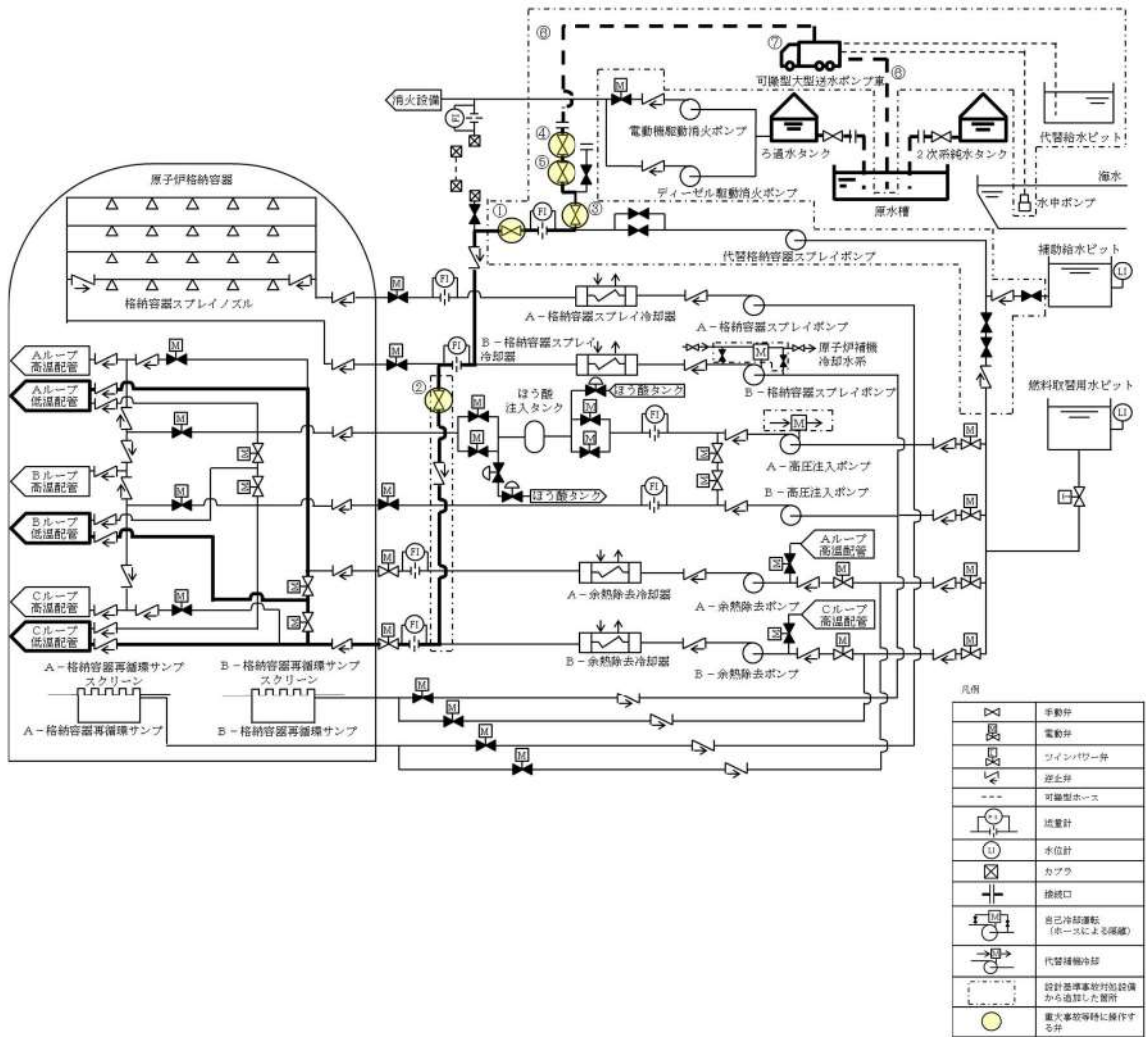 ⑧
⑦
可搬型大型送水ポンプ車
⑧
消火設備
M
FI
④
⑤
電動機駆動消火ポンプ
ろ過水タンク
2次系純水タンク
代替給水ピット
ディーゼル駆動消火ポンプ
原水槽
海水
水中ポンプ
原子炉格納容器
①
FI
③
代替格納容器スプレイポンプ
補助給水ピット
LI
格納容器スプレイノズル
M
FI
A-格納容器スプレイ冷却器
A-格納容器スプレイポンプ
B-格納容器スプレイ
冷却器
原子炉補機
冷却水系
M
FI
M
B-格納容器スプレイポンプ
燃料取替用水ピット
LI
Aループ
高温配管
M
Aループ
低温配管
②
ほう酸
注入タンク
ほう酸タンク
M
M
M
M
M
FI
M
A-高圧注入ポンプ
M
Bループ
高温配管
M
M
M
M
ほう酸タンク
M
M
FI
B-高圧注入ポンプ
M
Bループ
低温配管
Aループ
高温配管
M
FI
M
M
M
Cループ
高温配管
M
M
A-余熱除去冷却器
A-余熱除去ポンプ
Cループ
高温配管
Cループ
低温配管
M
M
FI
M
M
M
B-余熱除去冷却器
B-余熱除去ポンプ
A-格納容器再循環サンプ
スクリーン
B-格納容器再循環サンプ
スクリーン
A-格納容器再循環サンプ
B-格納容器再循環サンプ
M
M
M
M
凡例
手動弁
電動弁
ツインパワー弁
逆止弁
可搬型ホース
FI
流量計
LI
水位計
カプラ
接続口
M
自己冷却運転
(ホースによる隔離)
M
代替補機冷却
設計基準事故対処設備
から追加した箇所
重大事故等時に操作す
る弁